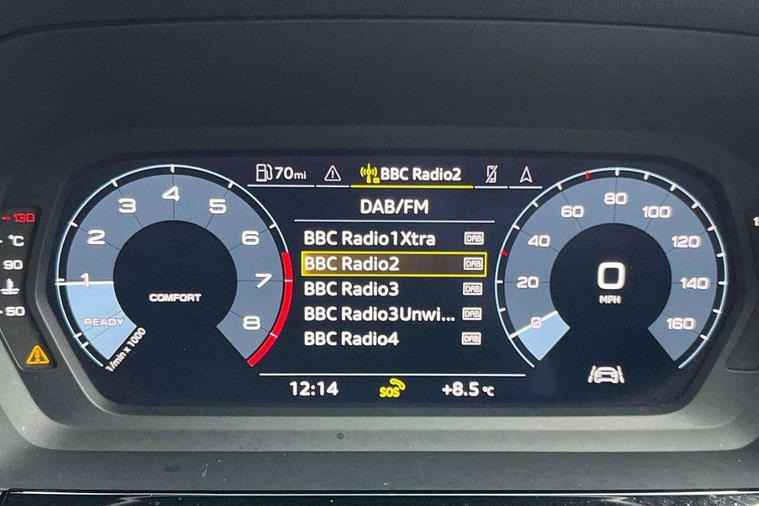 70mi
BBC Radio2
DAB/FM
BBC Radio1Xtra DAB
BBC Radio2 DAB
BBC Radio3 DAB
BBC Radio3Unwi... DAB
BBC Radio4 DAB
12:14
SOS
+8.5 °C
READY
1
2
3
4
5
6
7
8
1/min x 1000
COMFORT
0
20
40
60
80
100
120
140
160
0
MPH
130
°C
90
50